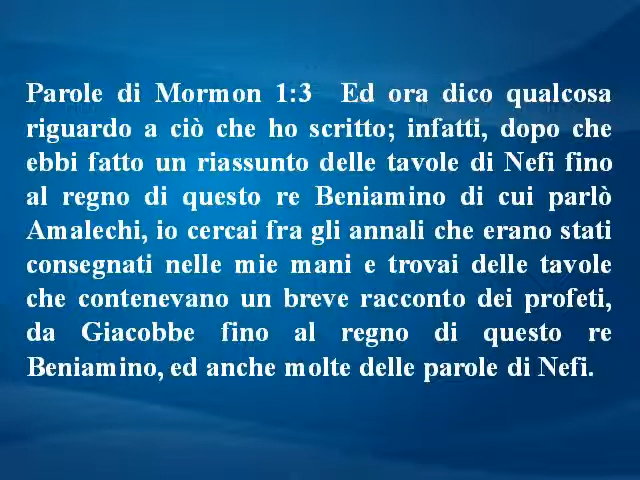 Parole di Mormon 1:3 Ed ora dico qualcosa
riguardo a ciò che ho scritto; infatti, dopo che
ebbi fatto un riassunto delle tavole di Nefi fino
al regno di questo re Beniamino di cui parlò
Amalechi, io cercai fra gli annali che erano stati
consegnati nelle mie mani e trovai delle tavole
che contenevano un breve racconto dei profeti,
da Giacobbe fino al regno di questo re
Beniamino, ed anche molte delle parole di Nefi.